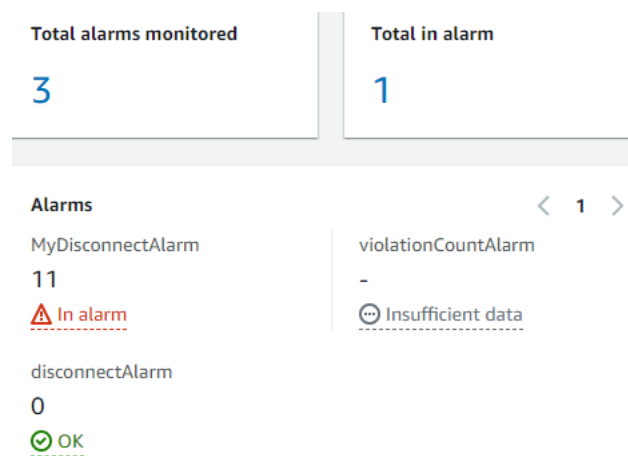 Total alarms monitored
3
Total in alarm
1
Alarms
1
MyDisconnectAlarm
11
In alarm
violationCountAlarm
-
Insufficient data
disconnectAlarm
0
OK